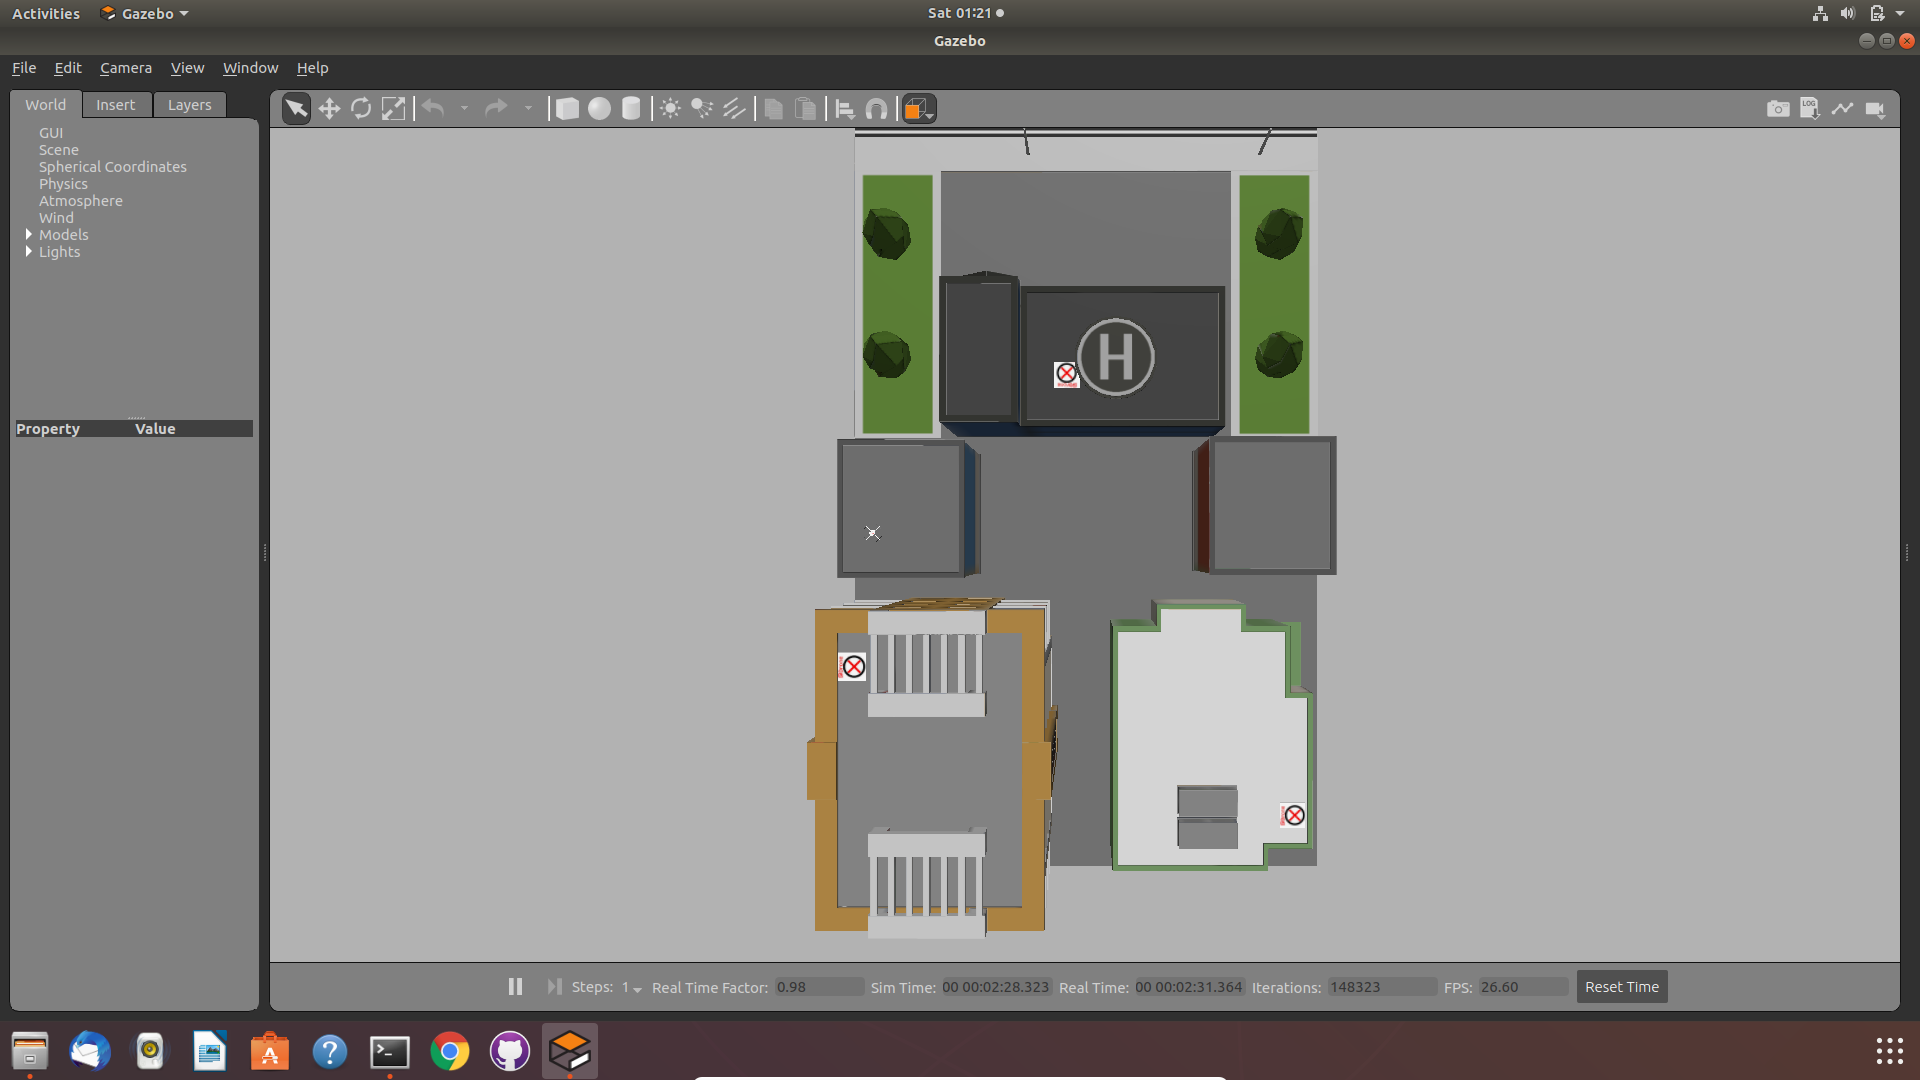 Activities Gazebo Sat 01:21
Gazebo
File Edit Camera View Window Help
World Insert Layers
GUI
Scene
Spherical Coordinates
Physics
Atmosphere
Wind
Models
Lights
Property Value
LOG
H
Steps: 1 Real Time Factor: 0.98 Sim Time: 00 00:02:28.323 Real Time: 00 00:02:31.364 Iterations: 148323 FPS: 26.60 Reset Time